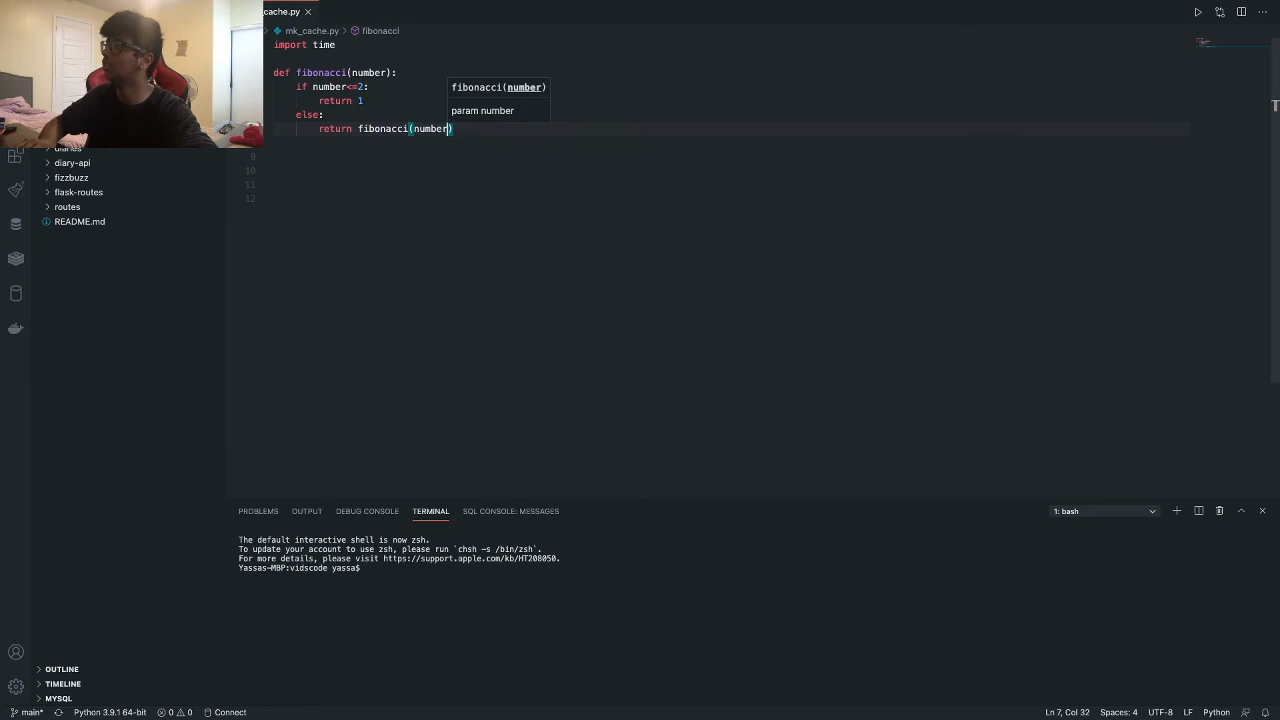 cache.py
mk_cache.py > fibonacci
import time
def fibonacci(number):
if number<=2:
return 1
else:
return fibonacci(number)
fibonacci(number)
param number
9
10
11
12
diary-api
fizzbuzz
flask-routes
routes
README.md
PROBLEMS OUTPUT DEBUG CONSOLE TERMINAL SQL CONSOLE: MESSAGES
1: bash
The default interactive shell is now zsh.
To update your account to use zsh, please run `chsh -s /bin/zsh`.
For more details, please visit https://support.apple.com/kb/HT208050.
Yassas-MBP:vidscode yassa$
OUTLINE
TIMELINE
MYSQL
main* Python 3.9.1 64-bit 0 0 Connect Ln 7, Col 32 Spaces: 4 UTF-8 LF Python